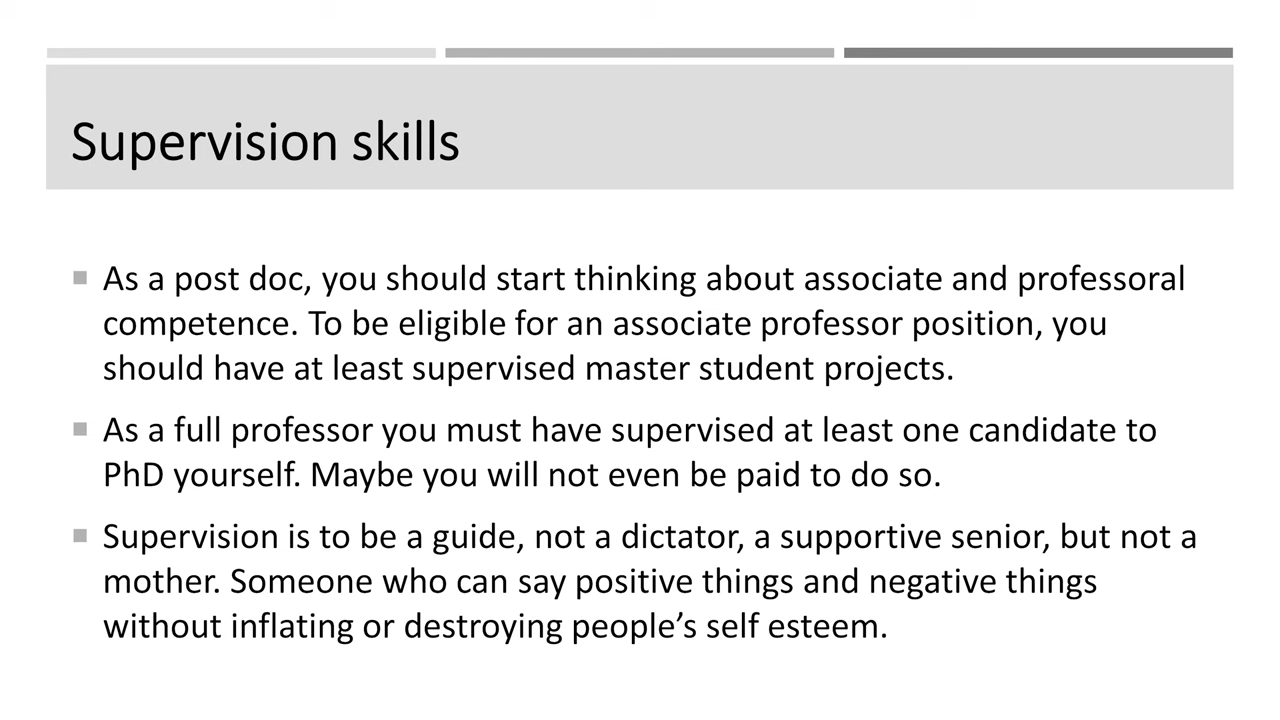 Supervision skills
As a post doc, you should start thinking about associate and professoral
competence. To be eligible for an associate professor position, you
should have at least supervised master student projects.
As a full professor you must have supervised at least one candidate to
PhD yourself. Maybe you will not even be paid to do so.
Supervision is to be a guide, not a dictator, a supportive senior, but not a
mother. Someone who can say positive things and negative things
without inflating or destroying people’s self esteem.